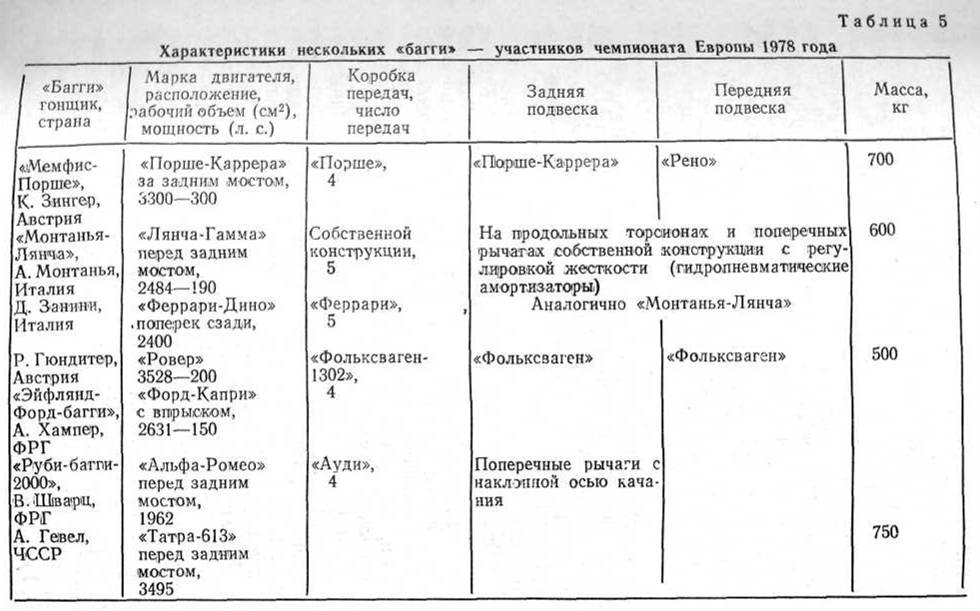 Таблица 5
Характеристики нескольких «багги» — участников чемпионата Европы 1978 года
«Багги» гонщик, страна
Марка двигателя, расположение, рабочий объем (см²), мощность (л. с.)
Коробка передач, число передач
Задняя подвеска
Передняя подвеска
Масса, кг
«Мемфис-
Порше»,
К. Зингер,
Австрия
«Порше-Каррера»
за задним мостом,
3300—300
«Порше»,
4
«Порше-Каррера»
«Рено»
700
«Монтанья-
Лянча»,
А. Монтанья,
Италия
«Лянча-Гамма»
перед задним
мостом,
2484—190
Собственной
конструкции,
5
На продольных торсионах и поперечных
рычагах собственной конструкции с регу-
лировкой жесткости (гидропневматические
амортизаторы)
600
Д. Занини,
Италия
«Феррари-Дино»
поперек сзади,
2400
«Феррари»,
5
Аналогично «Монтанья-Лянча»
Р. Гюндитер,
Австрия
«Ровер»
3528—200
«Фольксваген-
1302»,
4
«Фольксваген»
«Фольксваген»
500
«Эйфлянд-
Форд-багги»,
А. Хампер,
ФРГ
«Форд-Капри»
с впрыском,
2631—150
«Руби-багги-
2000»,
В. Шварц,
ФРГ
«Альфа-Ромео»
перед задним
мостом,
1962
«Ауди»,
4
Поперечные рычаги с
наклонной осью кача-
ния
А. Гевел,
ЧССР
«Татра-613»
перед задним
мостом,
3495
750